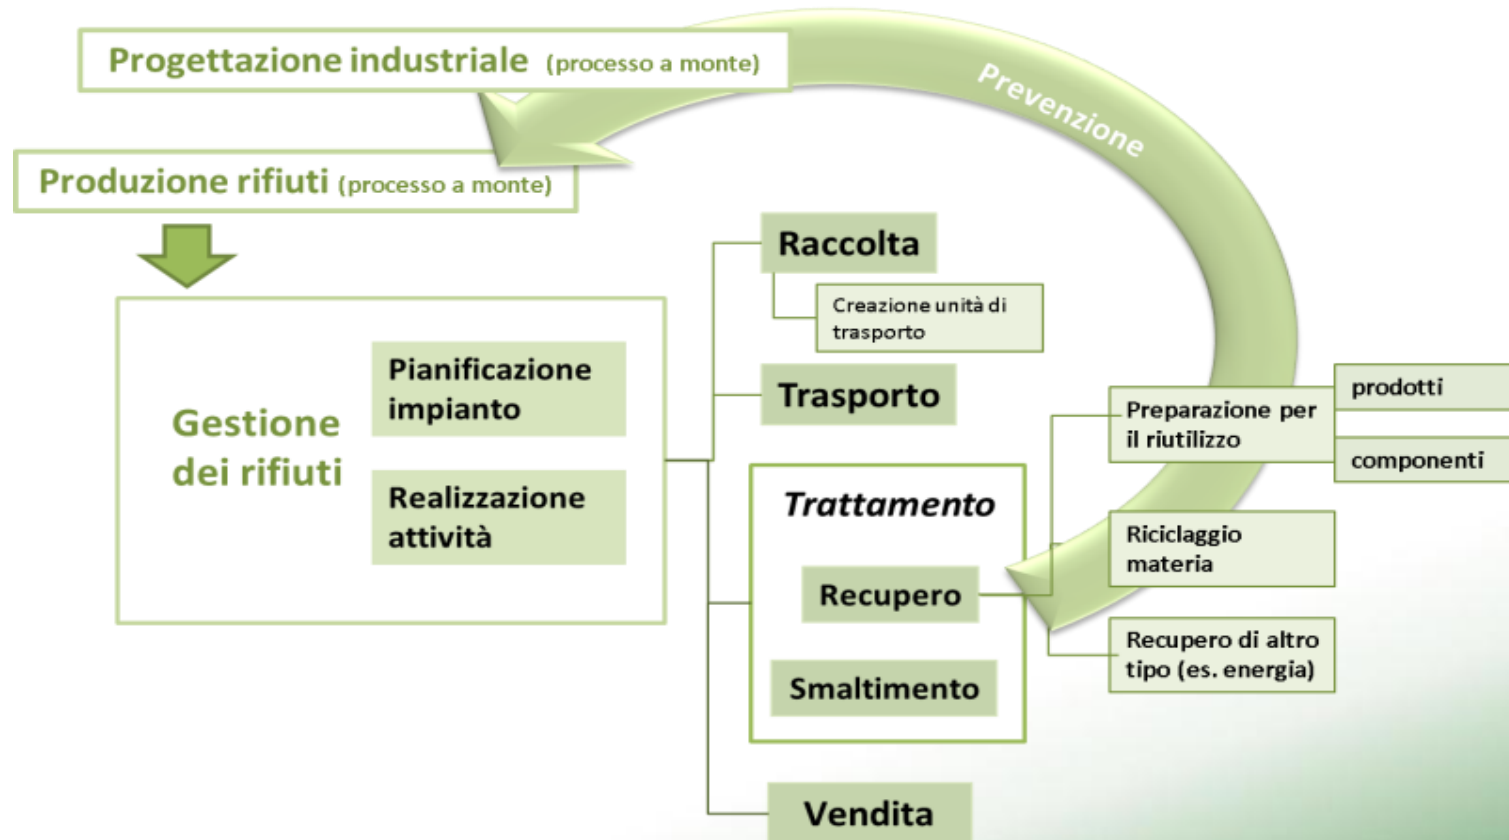 Progettazione industriale (processo a monte)
Prevenzione
Produzione rifiuti (processo a monte)
Gestione
dei rifiuti
Pianificazione
impianto
Realizzazione
attività
Raccolta
Creazione unità di
trasporto
Trasporto
Trattamento
Recupero
Smaltimento
Vendita
Preparazione per
il riutilizzo
prodotti
componenti
Riciclaggio
materia
Recupero di altro
tipo (es. energia)